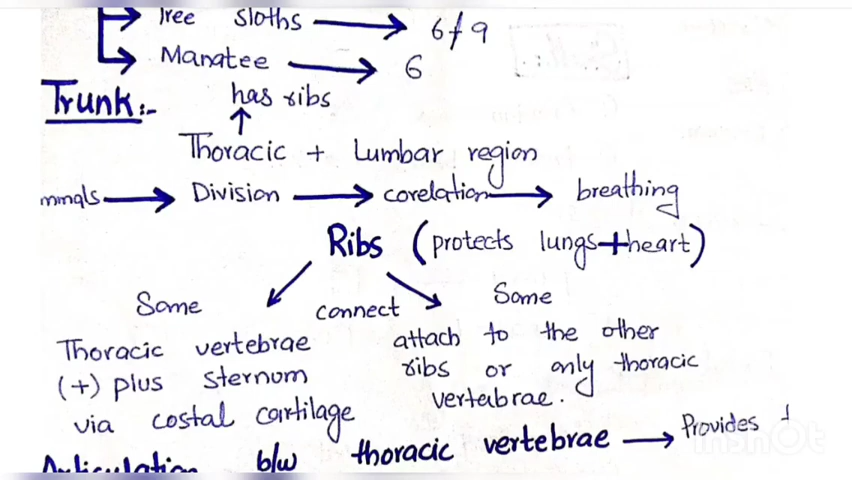 Tree sloths → 6/9
Manatee → 6
Trunk:-
has ribs
↑
Thoracic + Lumbar region
mmals → Division → corelation → breathing
Ribs (protects lungs + heart)
Some connect Some
Thoracic vertebrae attach to the other
(+) plus sternum ribs or only thoracic
via costal cartilage vertabrae.
Articulation b/w thoracic vertebrae → Provides